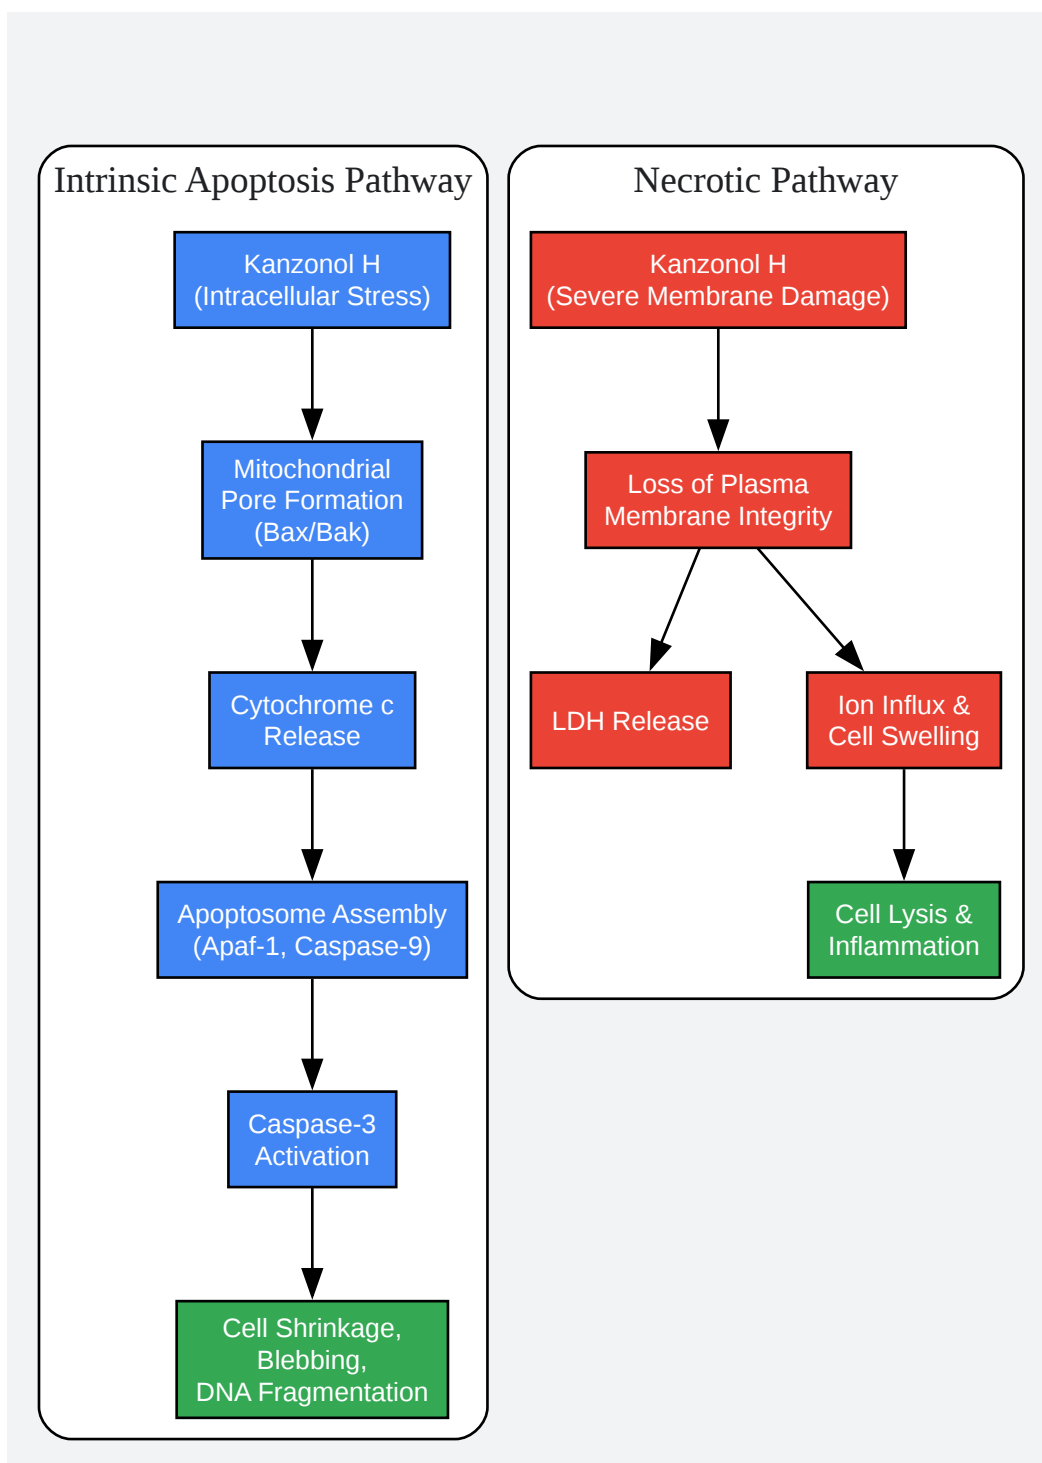 Intrinsic Apoptosis Pathway
Kanzonol H
(Intracellular Stress)
Mitochondrial
Pore Formation
(Bax/Bak)
Cytochrome c
Release
Apoptosome Assembly
(Apaf-1, Caspase-9)
Caspase-3
Activation
Cell Shrinkage,
Blebbing,
DNA Fragmentation
Necrotic Pathway
Kanzonol H
(Severe Membrane Damage)
Loss of Plasma
Membrane Integrity
LDH Release
Ion Influx &
Cell Swelling
Cell Lysis &
Inflammation